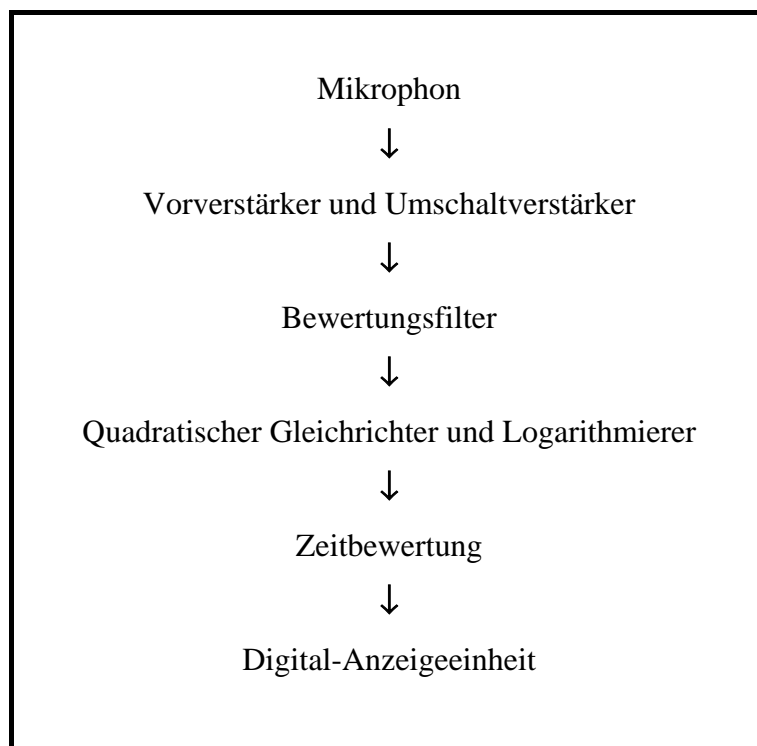 Mikrophon
↓
Vorverstärker und Umschaltverstärker
↓
Bewertungsfilter
↓
Quadratischer Gleichrichter und Logarithmierer
↓
Zeitbewertung
↓
Digital-Anzeigeeinheit